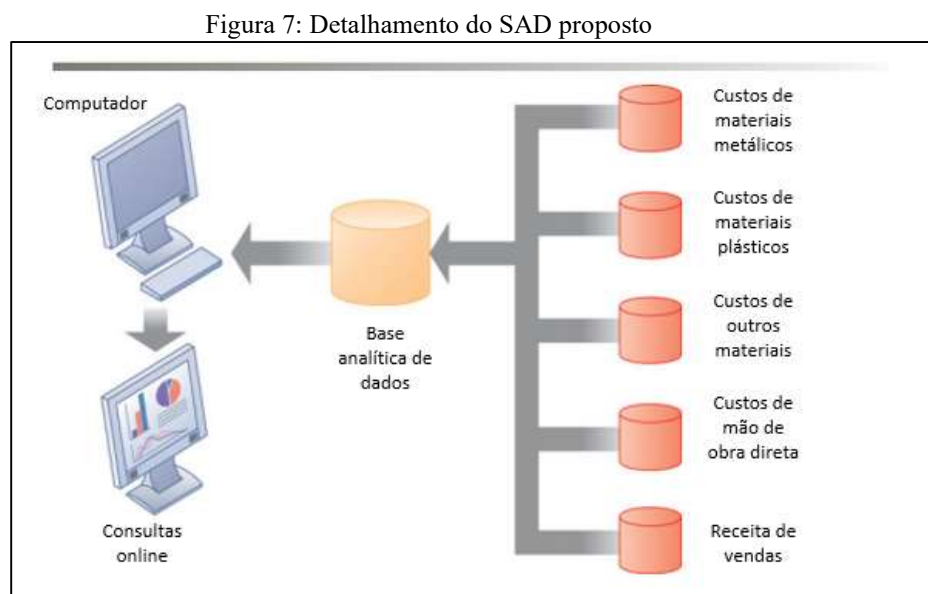 Figura 7: Detalhamento do SAD proposto
Computador
Consultas
online
Base
analítica de
dados
Custos de
materiais
metálicos
Custos de
materiais
plásticos
Custos de
outros
materiais
Custos de
mão de
obra direta
Receita de
vendas